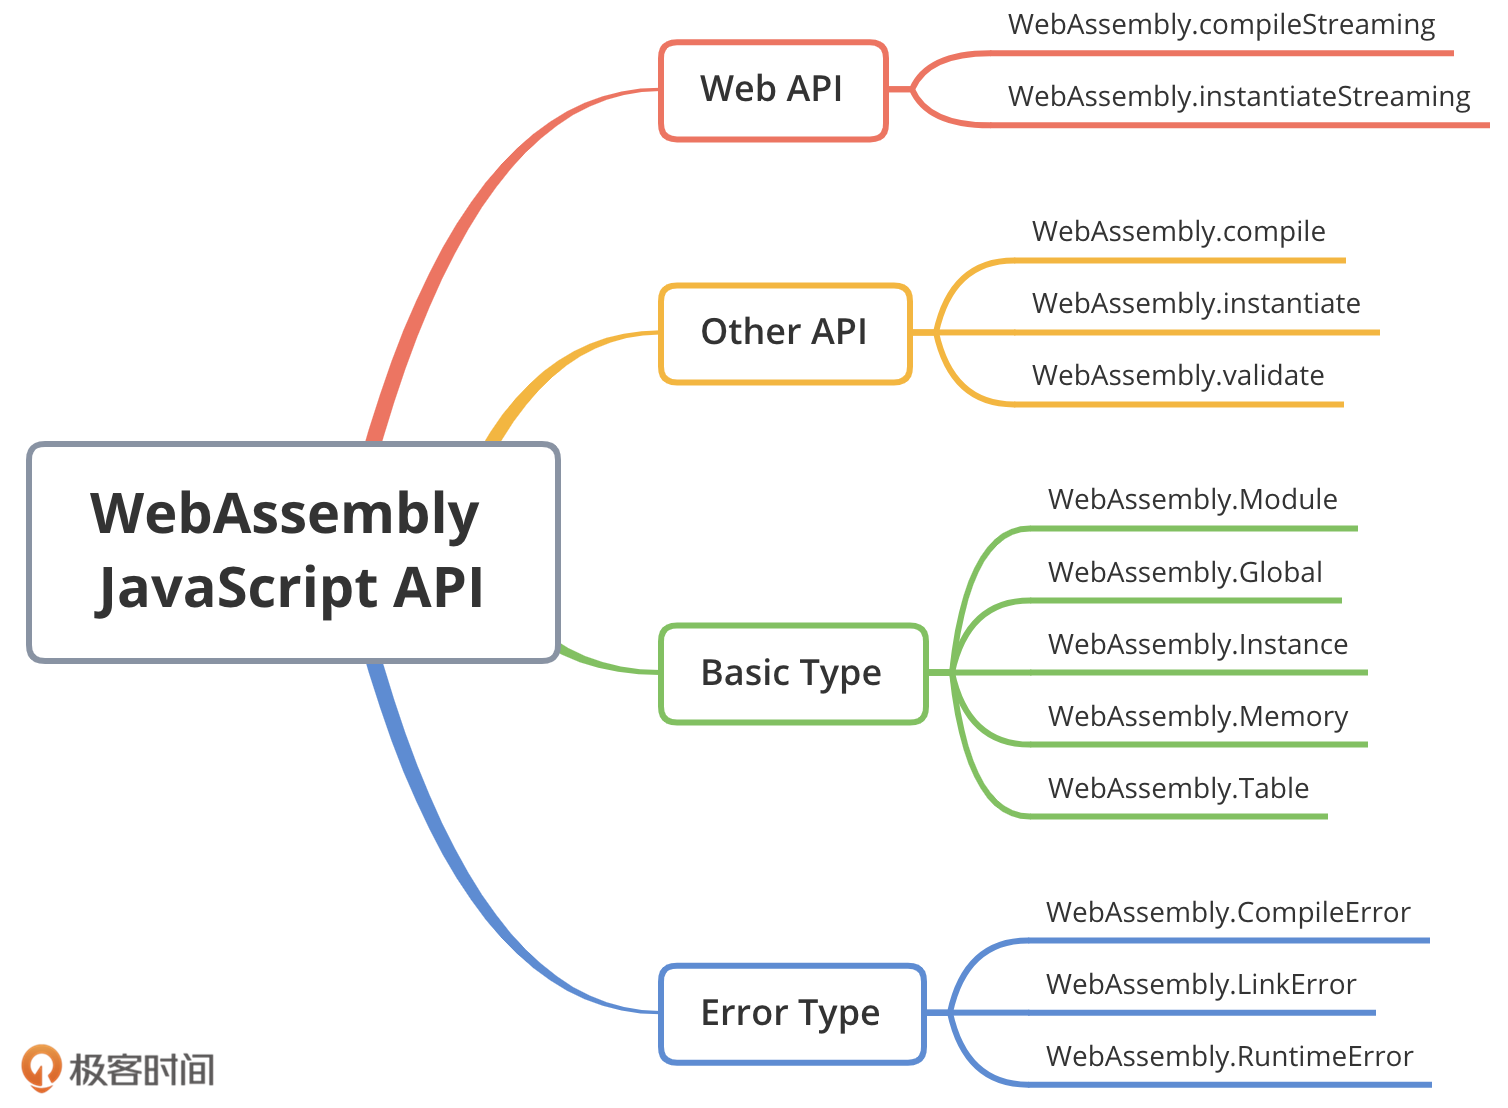 WebAssembly
JavaScript API
Web API
WebAssembly.compileStreaming
WebAssembly.instantiateStreaming
Other API
WebAssembly.compile
WebAssembly.instantiate
WebAssembly.validate
Basic Type
WebAssembly.Module
WebAssembly.Global
WebAssembly.Instance
WebAssembly.Memory
WebAssembly.Table
Error Type
WebAssembly.CompileError
WebAssembly.LinkError
WebAssembly.RuntimeError
极客时间